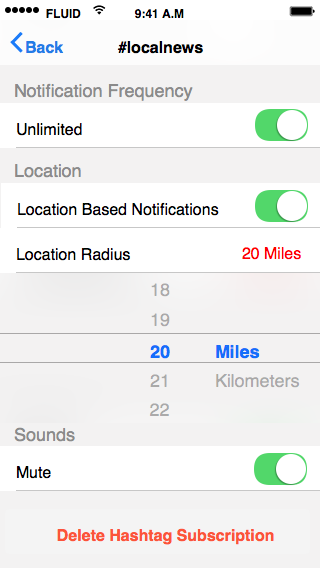 FLUID 9:41 A.M
Back #localnews
Notification Frequency
Unlimited
Location
Location Based Notifications
Location Radius 20 Miles
18
19
20 Miles
21 Kilometers
22
Sounds
Mute
Delete Hashtag Subscription